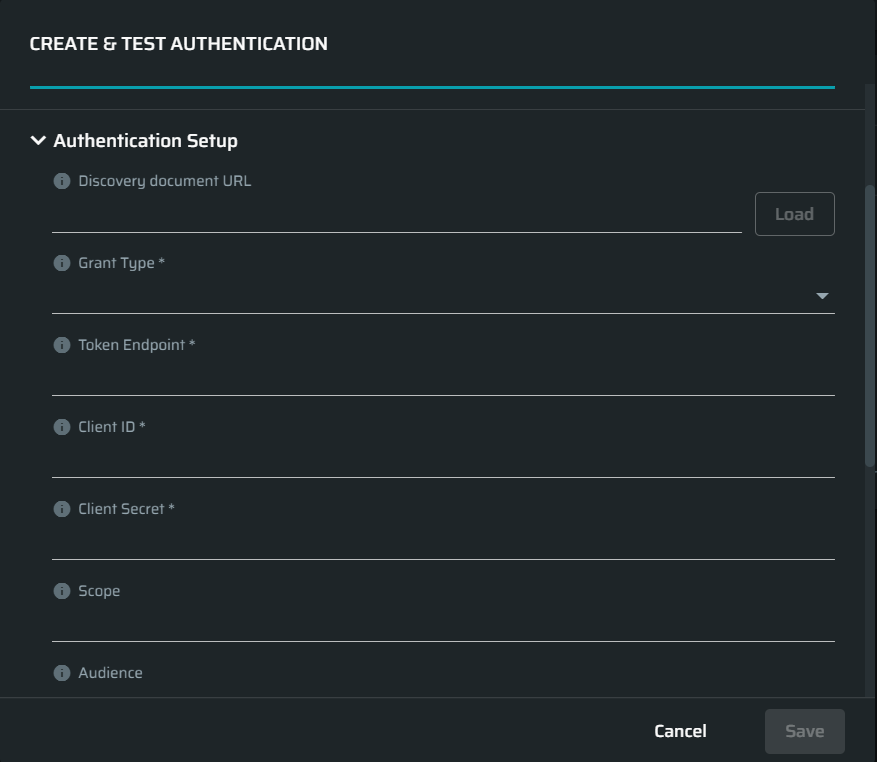 CREATE & TEST AUTHENTICATION
Authentication Setup
Discovery document URL
Load
Grant Type *
Token Endpoint *
Client ID *
Client Secret *
Scope
Audience
Cancel
Save